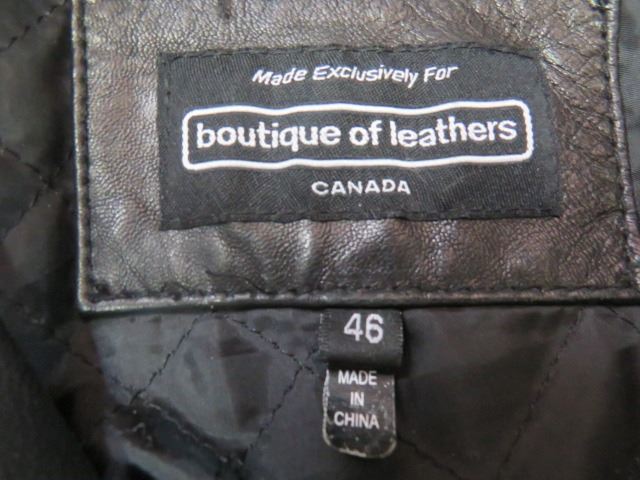 Made Exclusively For
boutique of leathers
CANADA
46
MADE
IN
CHINA